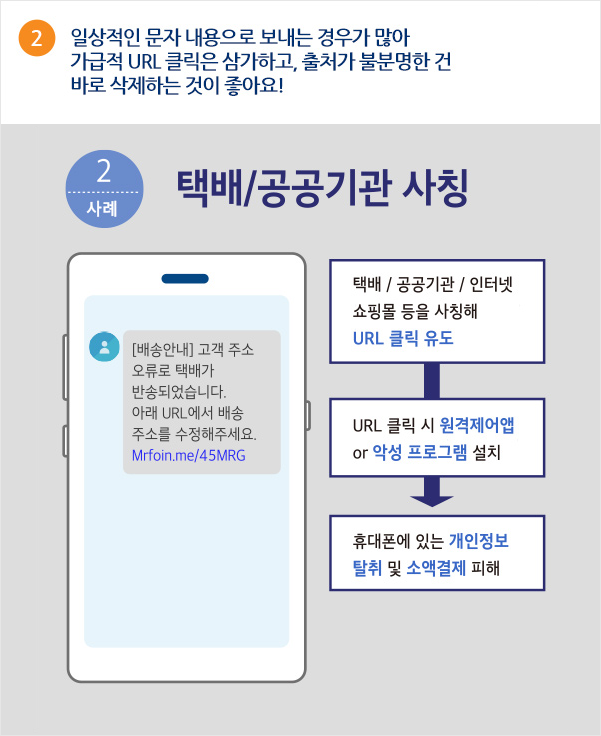 2
일상적인 문자 내용으로 보내는 경우가 많아
가급적 URL 클릭은 삼가하고, 출처가 불분명한 건
바로 삭제하는 것이 좋아요!
2
사례
택배/공공기관 사칭
[배송안내] 고객 주소
오류로 택배가
반송되었습니다.
아래 URL에서 배송
주소를 수정해주세요.
Mrfoin.me/45MRG
택배 / 공공기관 / 인터넷
쇼핑몰 등을 사칭해
URL 클릭 유도
URL 클릭 시 원격제어앱
or 악성 프로그램 설치
휴대폰에 있는 개인정보
탈취 및 소액결제 피해